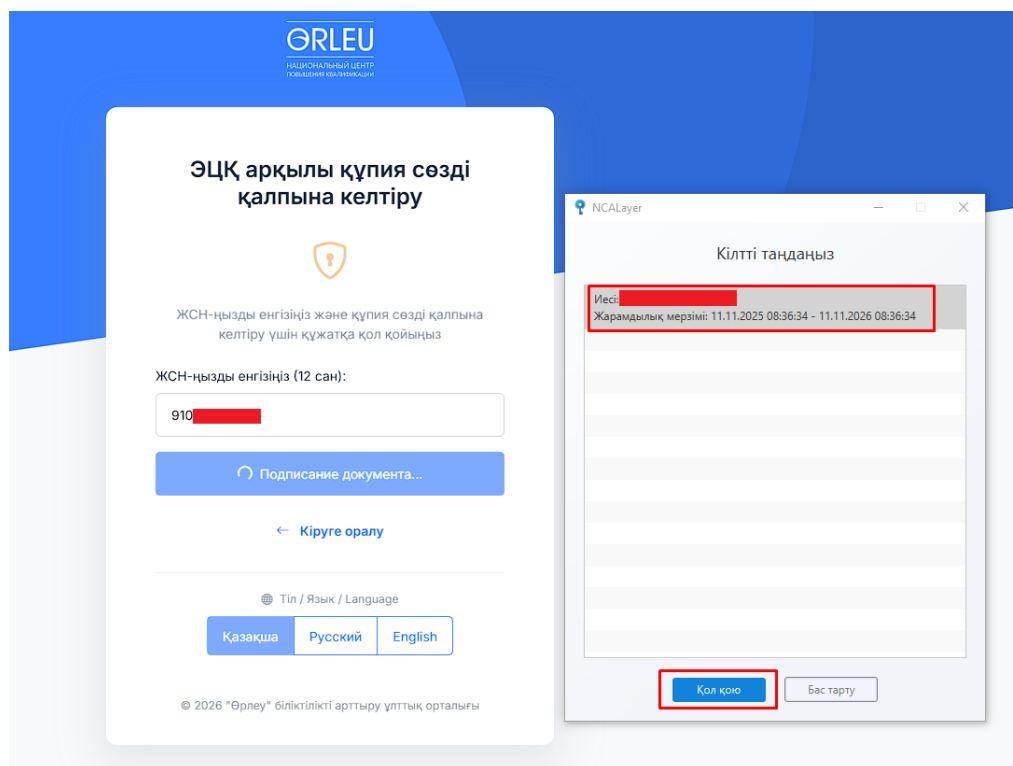 ӨRLEU
НАЦИОНАЛЬНЫЙ ЦЕНТР
ПОВЫШЕНИЯ КВАЛИФИКАЦИИ
ЭЦҚ арқылы құпия сөзді
қалпына келтіру
ЖСН-ңызды енгізіңіз және құпия сөзді қалпына
келтіру үшін құжатқа қол қойыңыз
ЖСН-ңызды енгізіңіз (12 сан):
910
Подписание документа...
← Кіруге оралу
Тіл / Язык / Language
Қазақша
Русский
English
© 2026 "Өрлеу" біліктілікті арттыру ұлттық орталығы
NCALayer
Кілтті таңдаңыз
Иесі:
Жарамдылық мерзімі: 11.11.2025 08:36:34 - 11.11.2026 08:36:34
Қол қою
Бас тарту